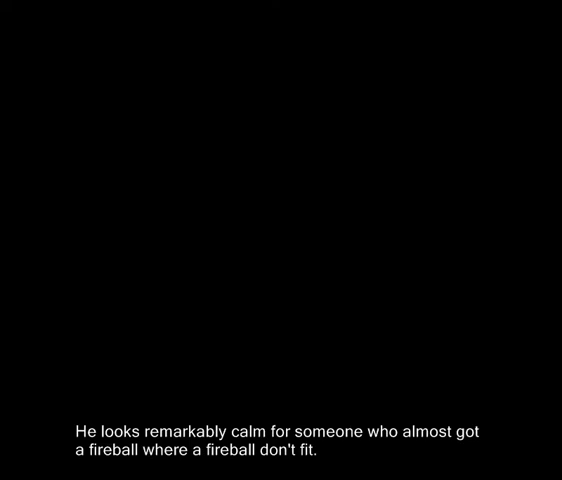 He looks remarkably calm for someone who almost got
a fireball where a fireball don't fit.